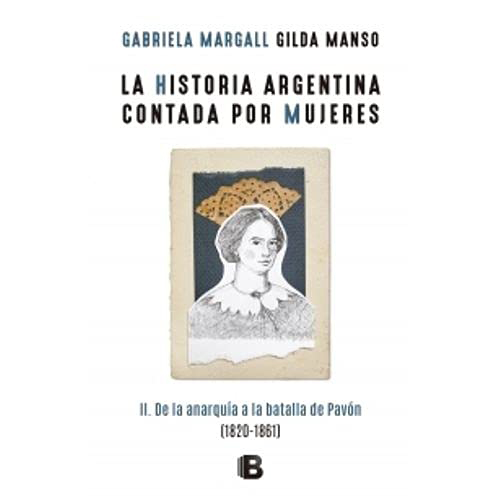 GABRIELA MARGALL GILDA MANSO
LA HISTORIA ARGENTINA
CONTADA POR MUJERES
II. De la anarquía a la batalla de Pavón
(1820-1861)
B